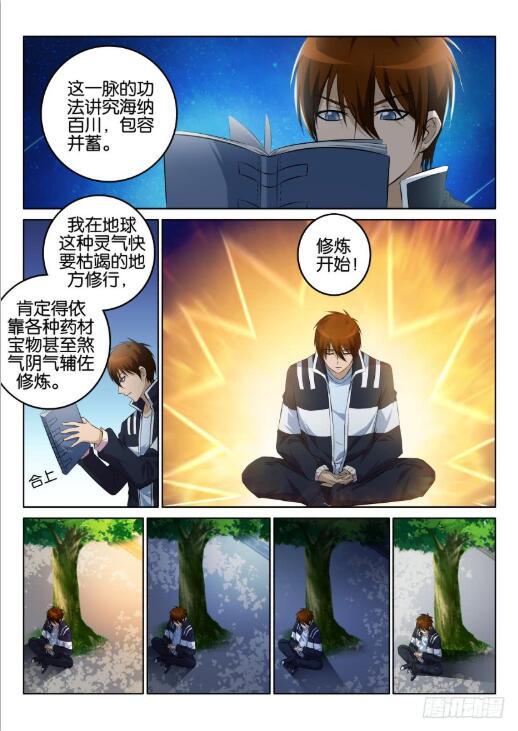 这一脉的功
法讲究海纳
百川，包容
并蓄。
我在地球
这种灵气快
要枯竭的地
方修行，
肯定得依
靠各种药材
宝物甚至煞
气阴气辅佐
修炼。
合上
修炼
开始！
腾讯动漫